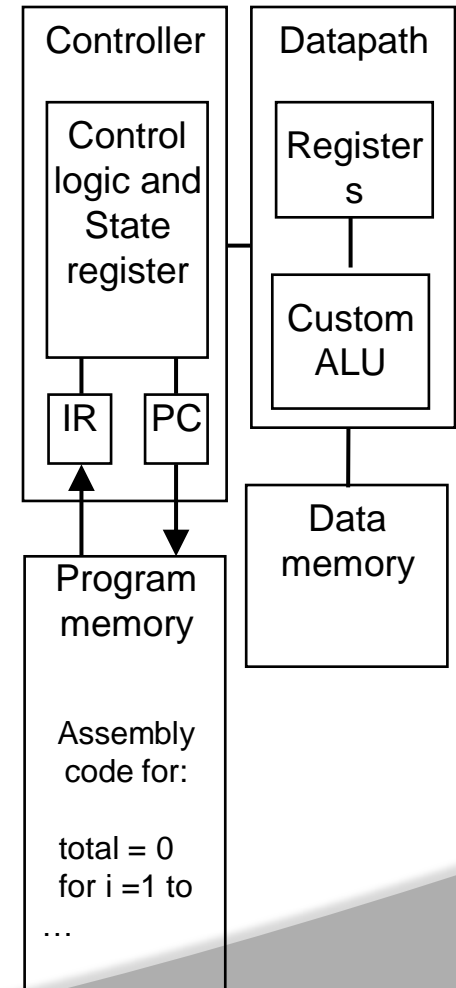 Controller
Control
logic and
State
register
IR
PC
Datapath
Register
s
Custom
ALU
Data
memory
Program
memory
Assembly
code for:
total = 0
for i =1 to
…